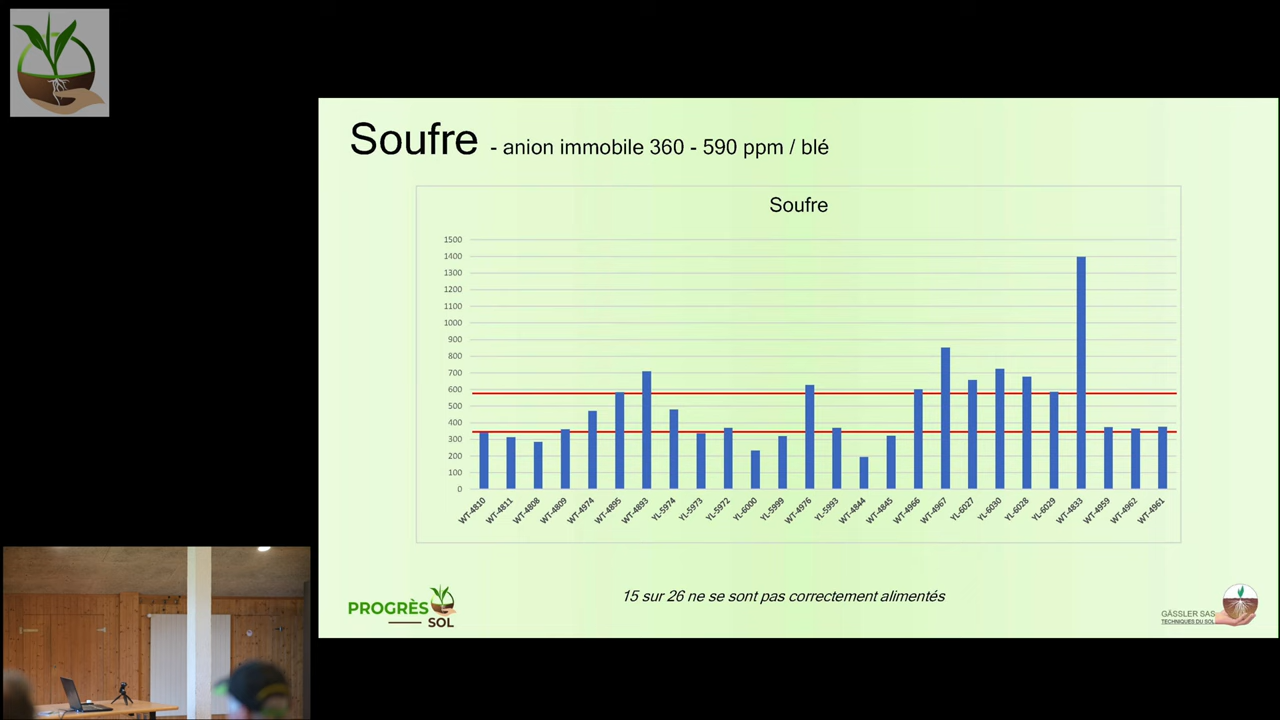 Soufre - anion immobile 360 - 590 ppm / blé
Soufre
1500
1400
1300
1200
1100
1000
900
800
700
600
500
400
300
200
100
0
WT-4810
WT-4811
WT-4808
WT-4809
WT-4974
WT-4895
WT-4893
YL-5974
YL-5973
YL-5972
YL-6000
YL-5999
WT-4976
YL-5993
WT-4844
WT-4845
WT-4966
WT-4967
YL-6027
YL-6030
YL-6028
YL-6029
WT-4833
WT-4959
WT-4962
WT-4961
15 sur 26 ne se sont pas correctement alimentés
PROGRÈS
SOL
GÄSSLER SAS
TECHNIQUES DU SOL